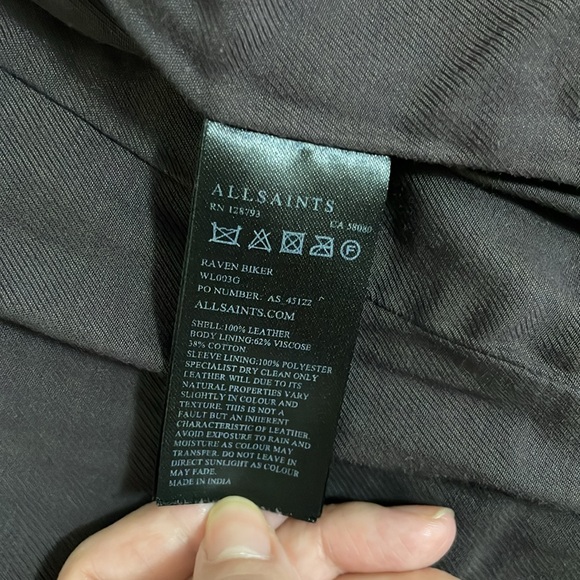 ALLSAINTS
RN 128793 CA 58080
F
RAVEN BIKER
WL003G
PO NUMBER: AS_45122
ALLSAINTS.COM
SHELL:100% LEATHER
BODY LINING:62% VISCOSE
38% COTTON
SLEEVE LINING:100% POLYESTER
SPECIALIST DRY CLEAN ONLY
LEATHER WILL DUE TO ITS
NATURAL PROPERTIES VARY
SLIGHTLY IN COLOUR AND
TEXTURE. THIS IS NOT A
FAULT BUT AN INHERENT
CHARACTERISTIC OF LEATHER.
AVOID EXPOSURE TO RAIN AND
MOISTURE AS COLOUR MAY
TRANSFER. DO NOT LEAVE IN
DIRECT SUNLIGHT AS COLOUR
MAY FADE.
MADE IN INDIA